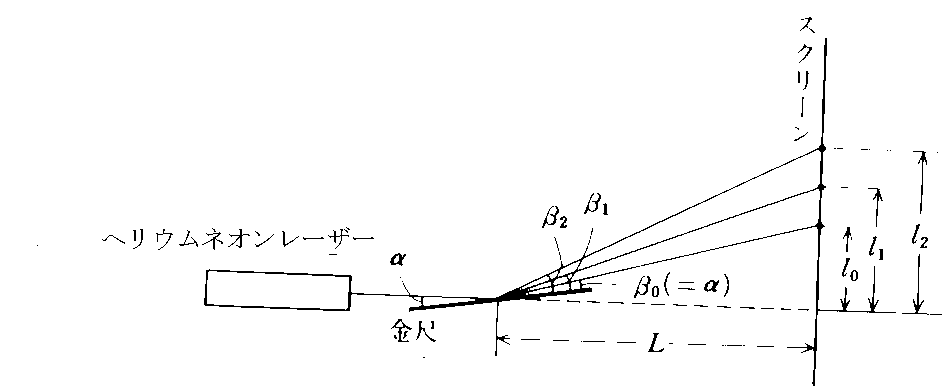 スクリーン
ヘリウムネオンレーザー
α
金尺
β₂
β₁
β₀(=α)
L
l₀
l₁
l₂